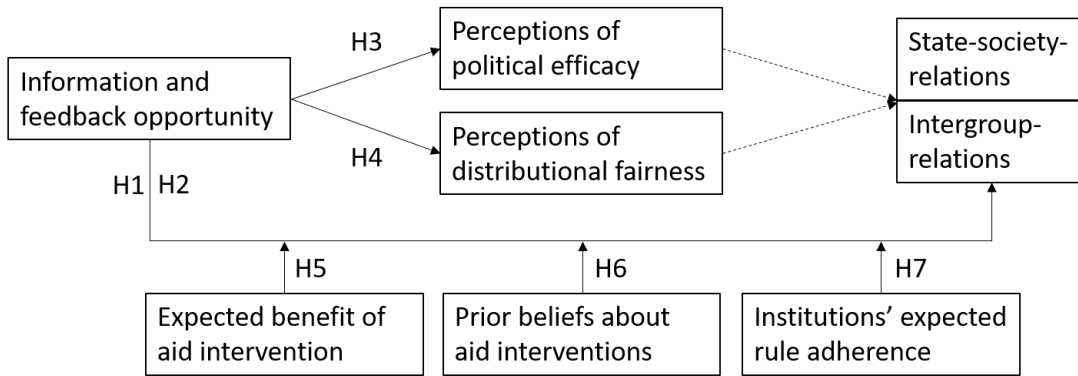 Information and
feedback opportunity
H3
H4
Perceptions of
political efficacy
Perceptions of
distributional fairness
State-society-
relations
Intergroup-
relations
H1
H2
H5
H6
H7
Expected benefit of
aid intervention
Prior beliefs about
aid interventions
Institutions’ expected
rule adherence